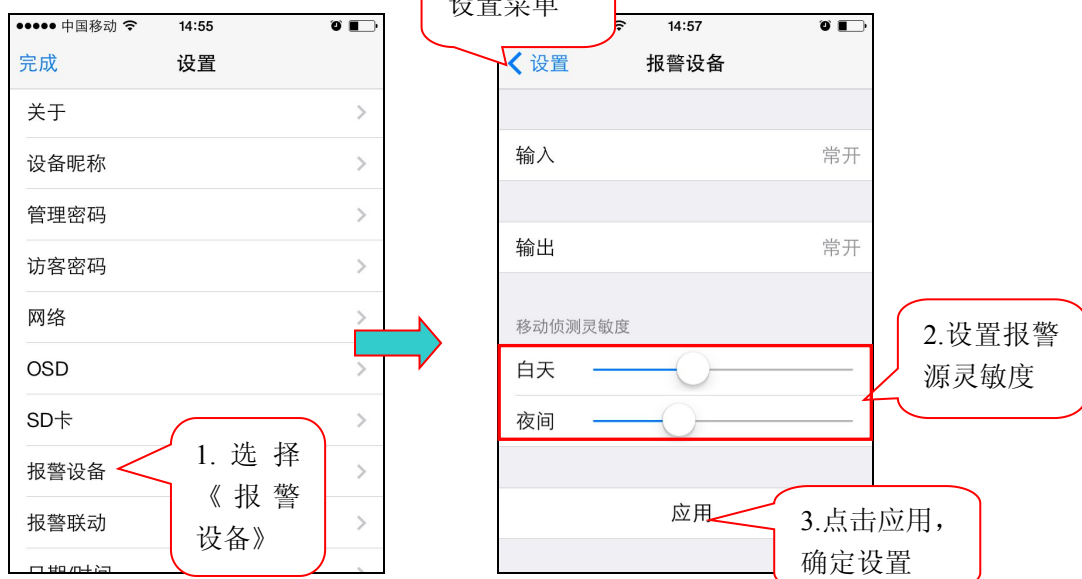 中国移动 14:55
完成 设置
关于
设备昵称
管理密码
访客密码
网络
OSD
SD卡
报警设备
报警联动
日期/时间
1. 选 择
《 报 警
设备》
设置菜单
14:57
设置 报警设备
输入 常开
输出 常开
移动侦测灵敏度
白天
夜间
应用
2.设置报警
源灵敏度
3.点击应用，
确定设置